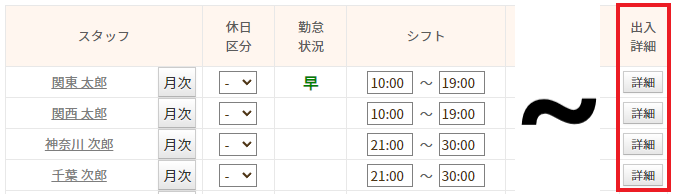 スタッフ 休日 勤怠 シフト 出入
区分 状況 詳細
関東 太郎 月次 - 早 10:00 ～ 19:00 詳細
関西 太郎 月次 - 10:00 ～ 19:00 詳細
神奈川 次郎 月次 - 21:00 ～ 30:00 詳細
千葉 次郎 月次 - 21:00 ～ 30:00 詳細
～